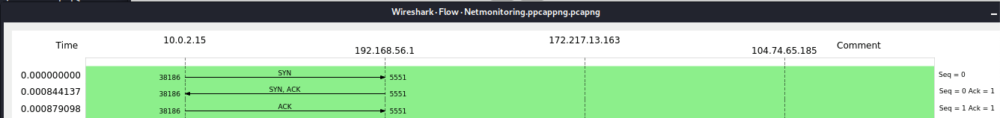 Wireshark · Flow · Netmonitoring.ppcappng.pcapng
Time 10.0.2.15 192.168.56.1 172.217.13.163 104.74.65.185 Comment
0.000000000 38186 SYN 5551 Seq = 0
0.000844137 38186 SYN, ACK 5551 Seq = 0 Ack = 1
0.000879098 38186 ACK 5551 Seq = 1 Ack = 1